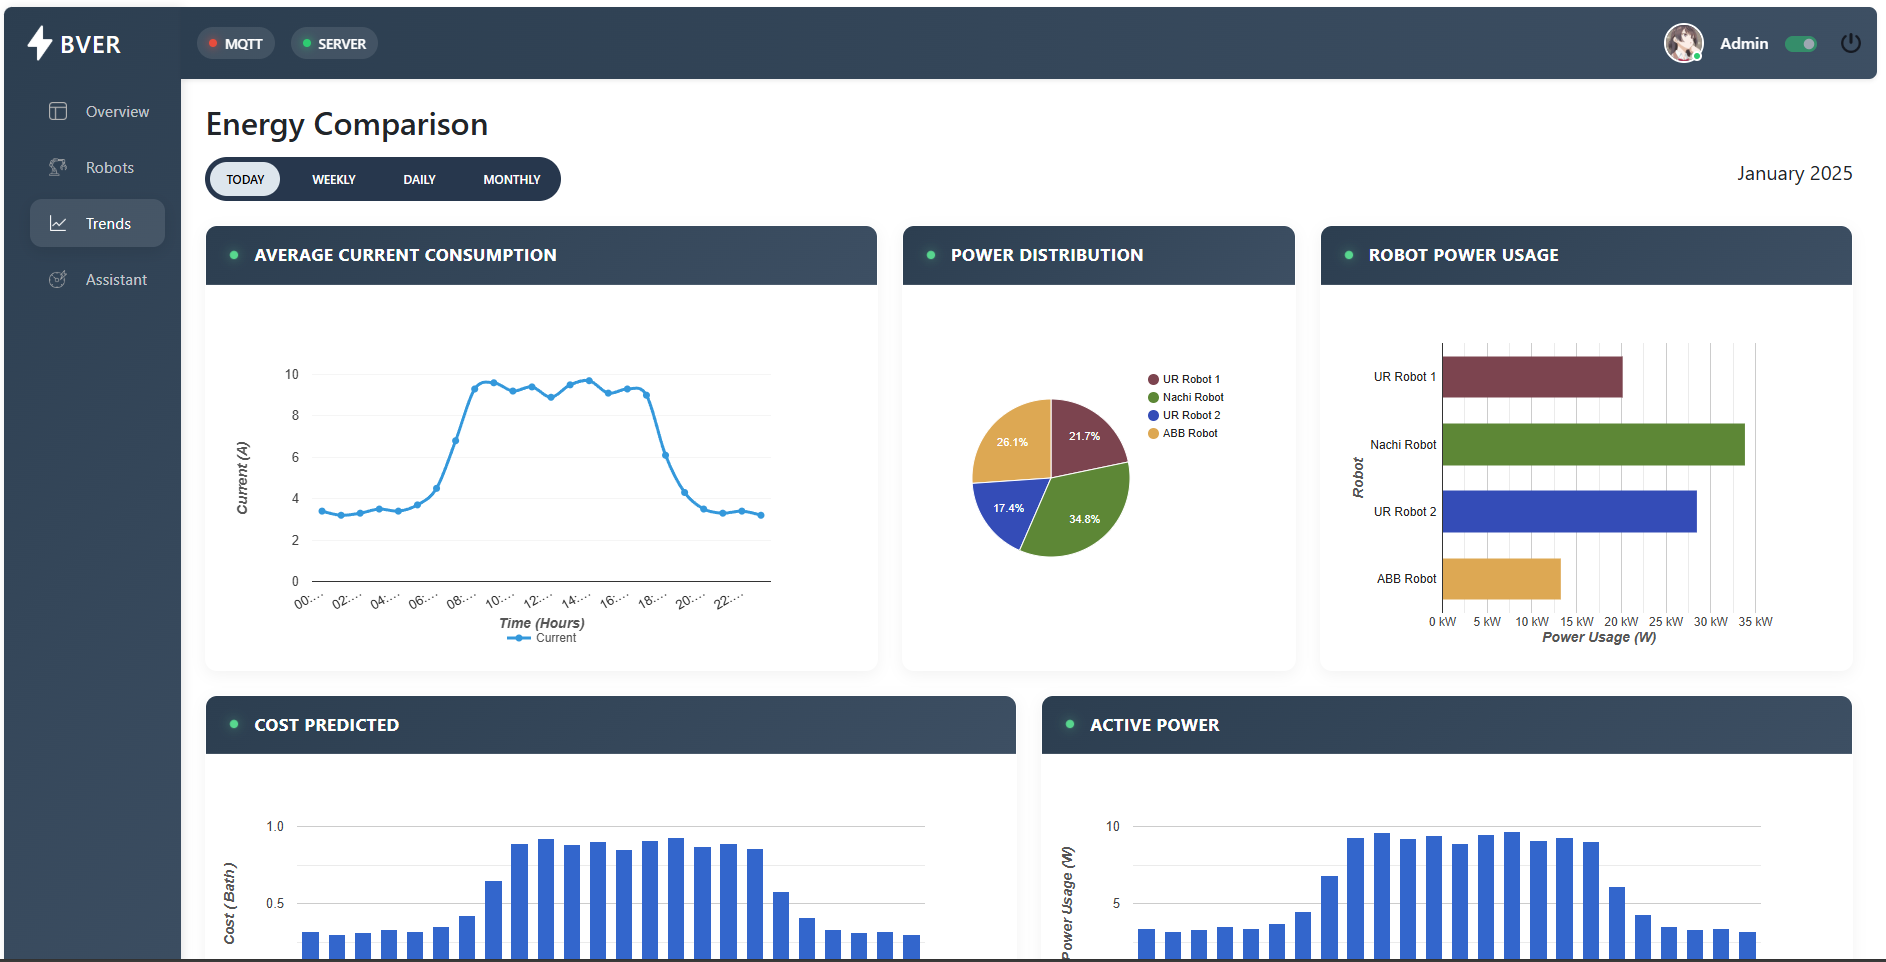 BVER
MQTT
SERVER
Admin
Overview
Robots
Trends
Assistant
Energy Comparison
TODAY
WEEKLY
DAILY
MONTHLY
January 2025
AVERAGE CURRENT CONSUMPTION
10
8
6
4
2
0
Current (A)
00:...
02:...
04:...
06:...
08:...
10:...
12:...
14:...
16:...
18:...
20:...
22:...
Time (Hours)
Current
POWER DISTRIBUTION
UR Robot 1
Nachi Robot
UR Robot 2
ABB Robot
26.1%
21.7%
17.4%
34.8%
ROBOT POWER USAGE
Robot
UR Robot 1
Nachi Robot
UR Robot 2
ABB Robot
0 kW
5 kW
10 kW
15 kW
20 kW
25 kW
30 kW
35 kW
Power Usage (W)
COST PREDICTED
1.0
0.5
Cost ( Bath)
ACTIVE POWER
10
5
Power Usage (W)